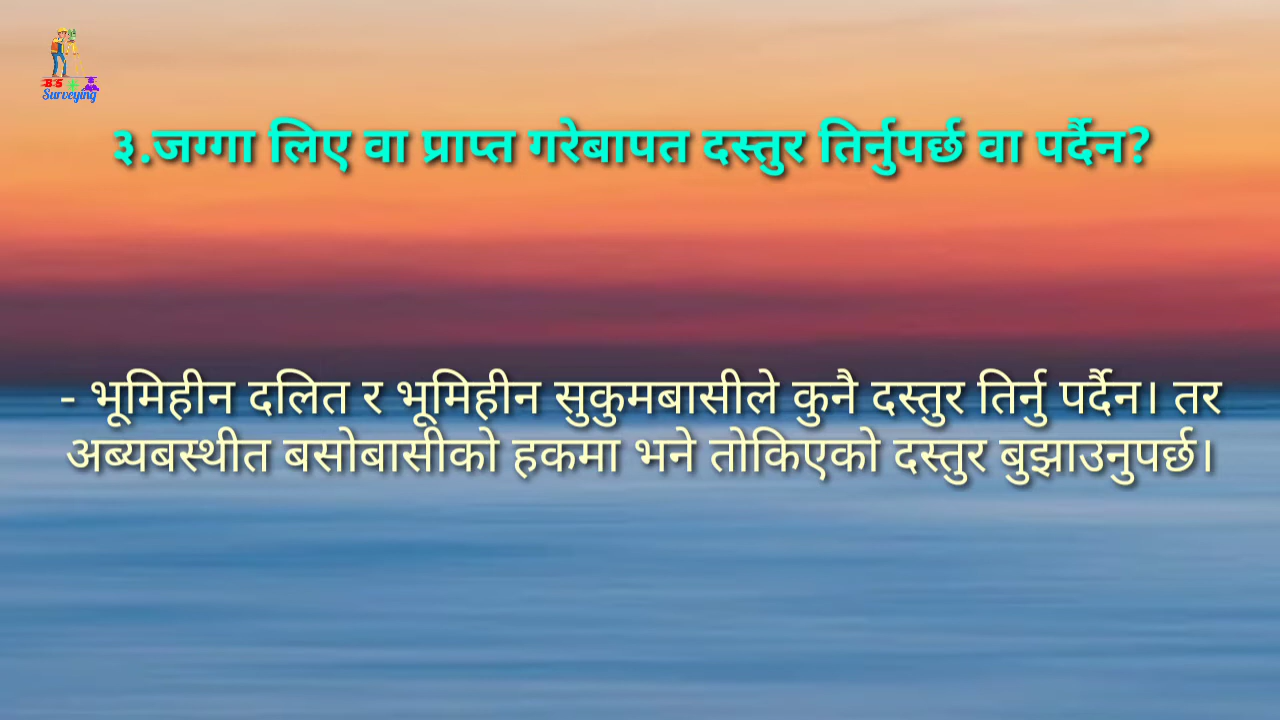 BS
Surveying
३.जग्गा लिए वा प्राप्त गरेबापत दस्तुर तिर्नुपर्छ वा पर्दैन?
- भूमिहीन दलित र भूमिहीन सुकुमबासीले कुनै दस्तुर तिर्नु पर्दैन। तर
अब्यबस्थीत बसोबासीको हकमा भने तोकिएको दस्तुर बुझाउनुपर्छ।